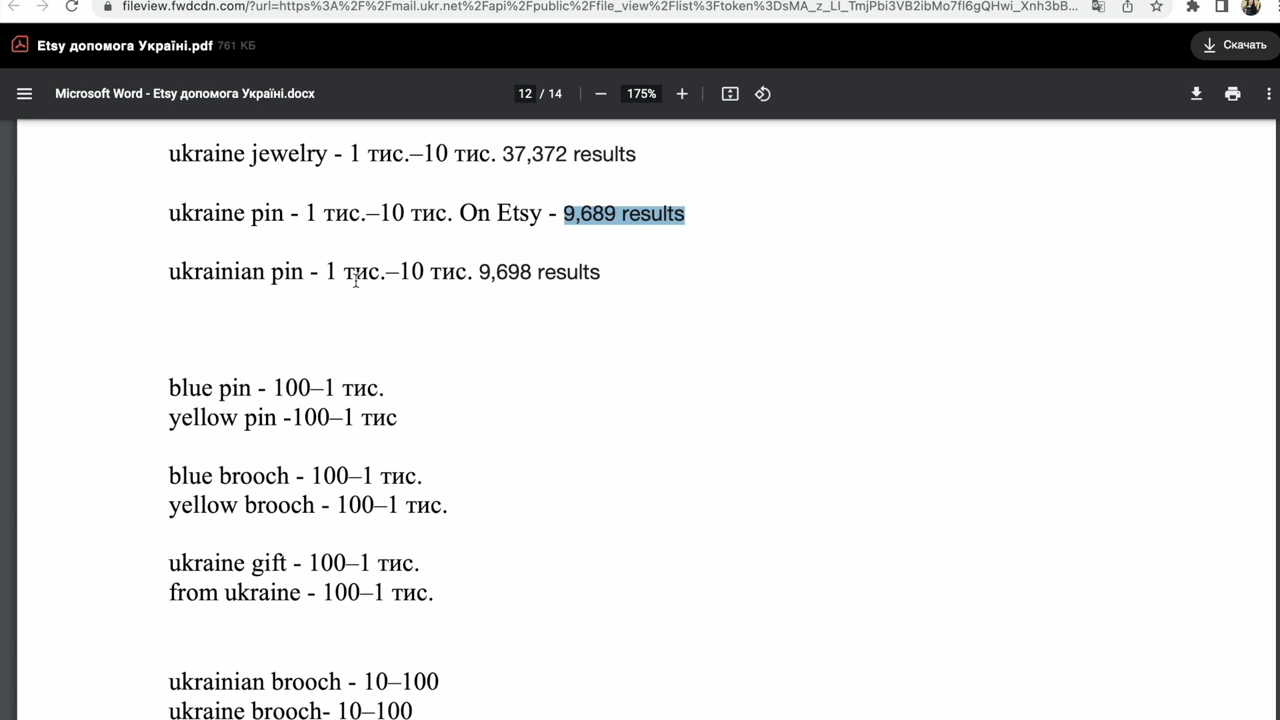 fileview.fwdcdn.com/?url=https%3A%2F%2Fmail.ukr.net%2Fapi%2Fpublic%2Ffile_view%2Flist%3Ftoken%3DsMA_z_LI_TmjPbi3VB2ibMo7fl6gQHwi_Xnh3bB...
Etsy допомога Україні.pdf 761 КБ
Скачать
Microsoft Word - Etsy допомога Україні.docx
12 / 14
175%
ukraine jewelry - 1 тис.–10 тис. 37,372 results
ukraine pin - 1 тис.–10 тис. On Etsy - 9,689 results
ukrainian pin - 1 тис.–10 тис. 9,698 results
blue pin - 100–1 тис.
yellow pin -100–1 тис
blue brooch - 100–1 тис.
yellow brooch - 100–1 тис.
ukraine gift - 100–1 тис.
from ukraine - 100–1 тис.
ukrainian brooch - 10–100
ukraine brooch- 10–100